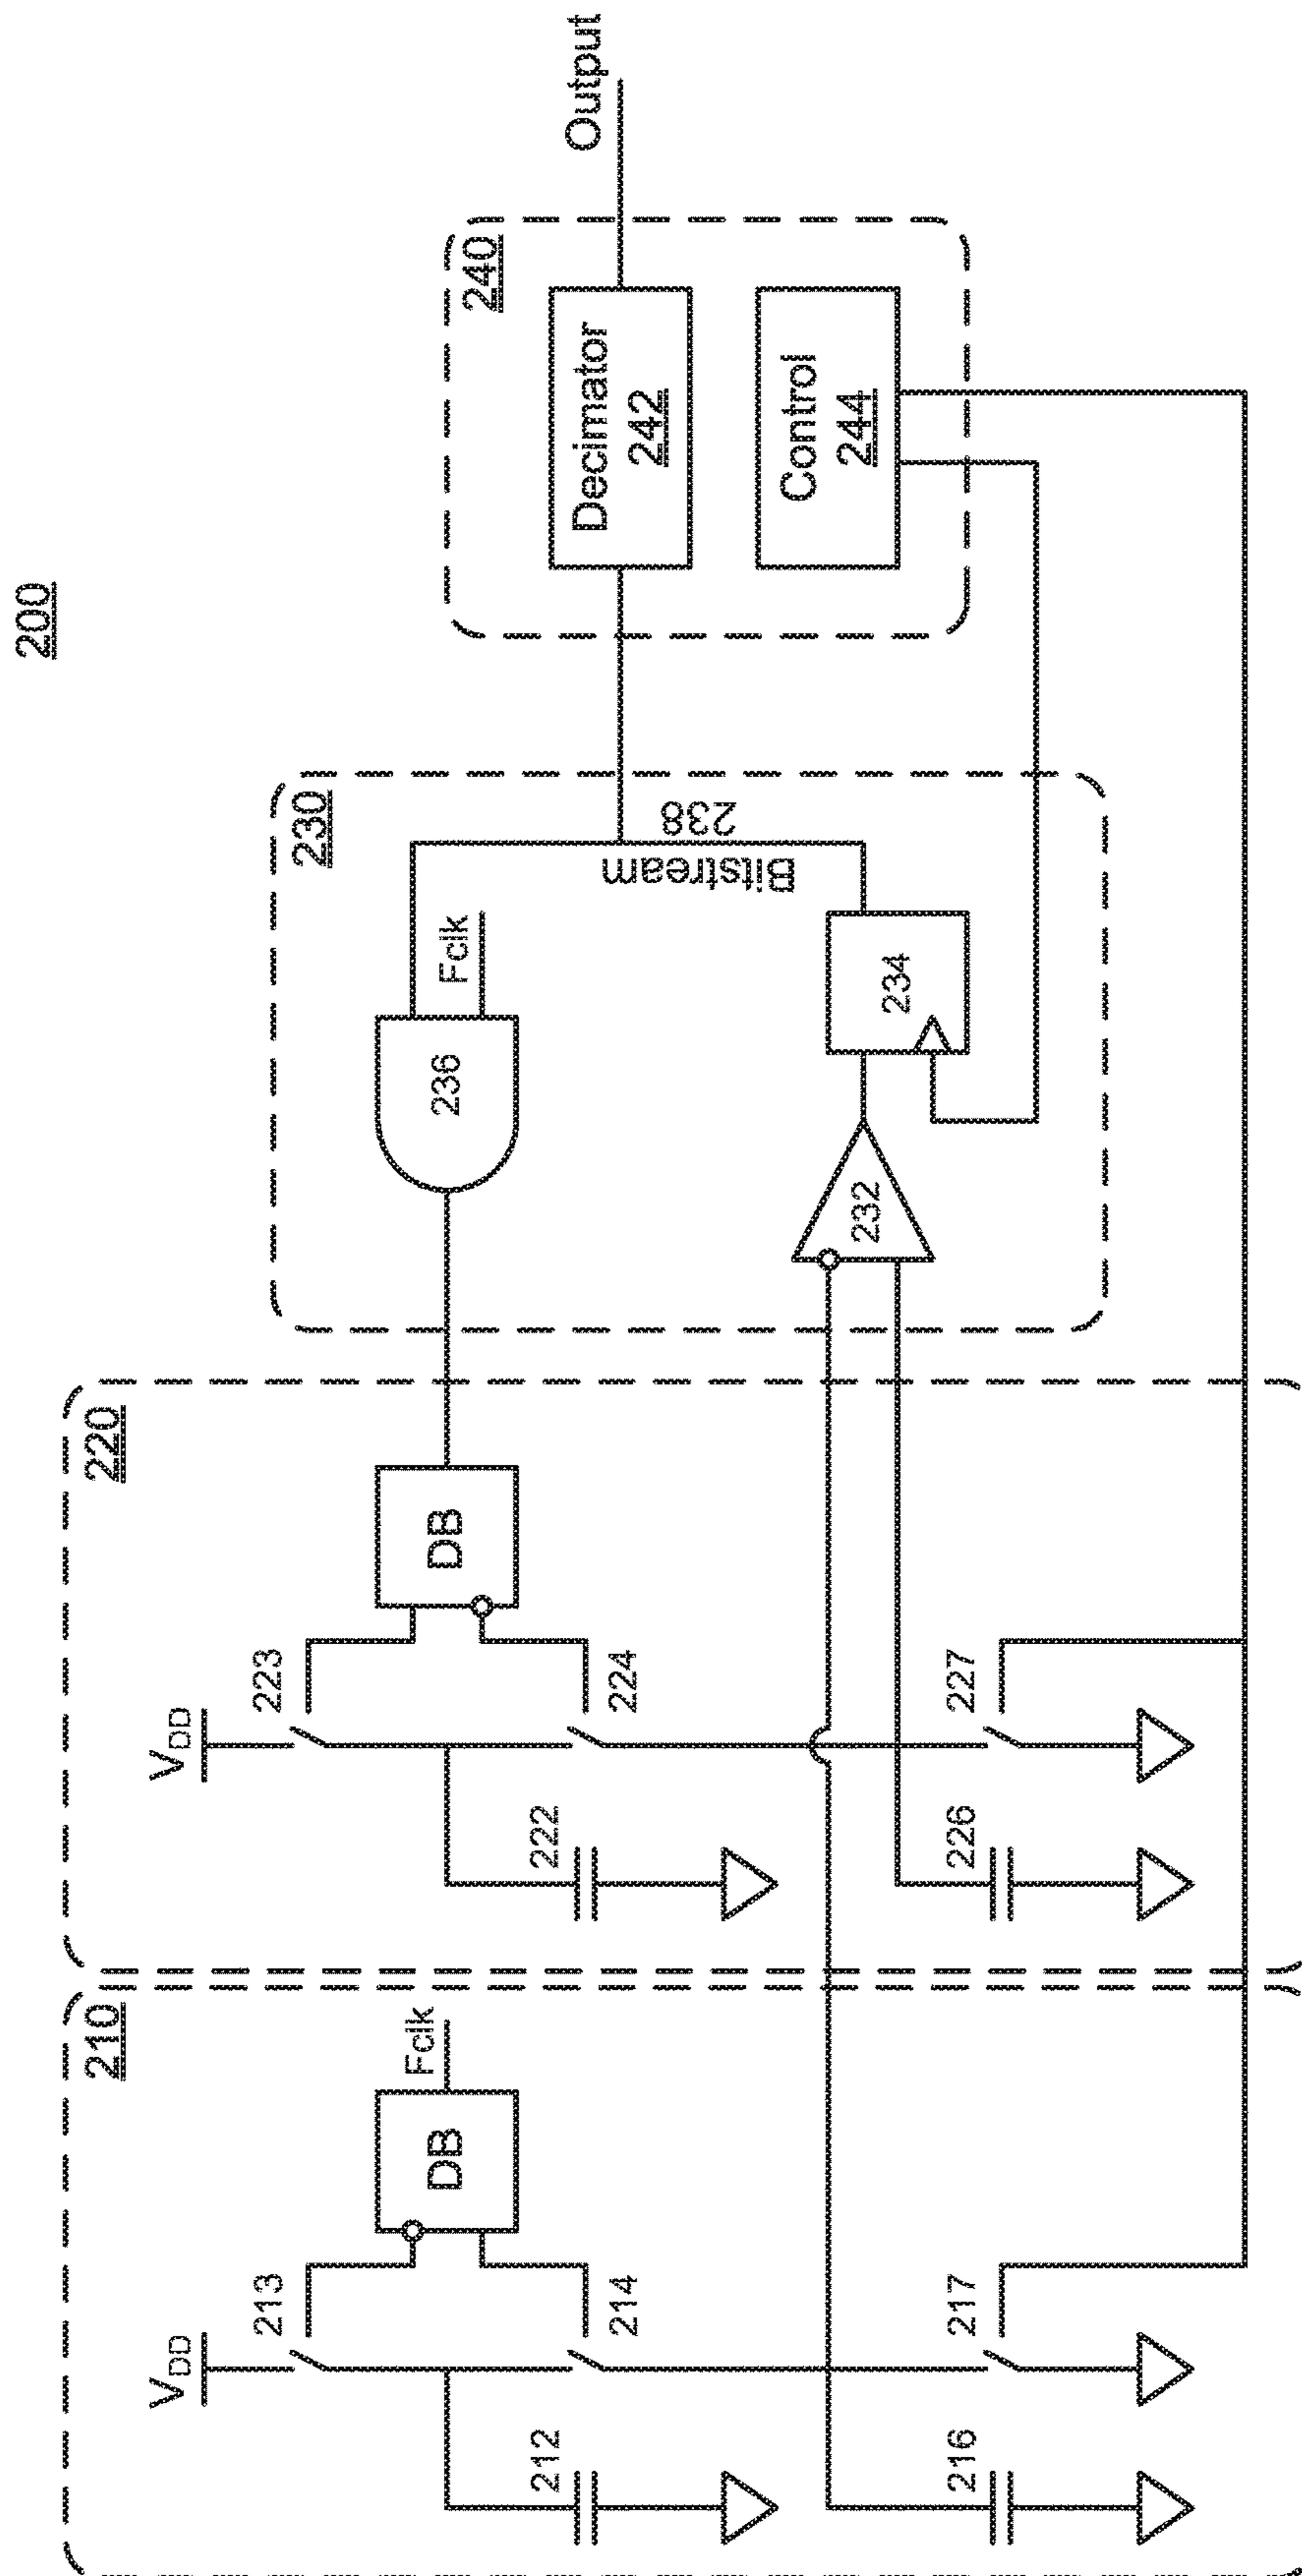 200
210
VDD
213
DB
Fclk
214
212
217
216
220
VDD
223
DB
224
222
227
226
230
236
Fclk
Bitstream
238
232
234
240
Decimator
242
Control
244
Output